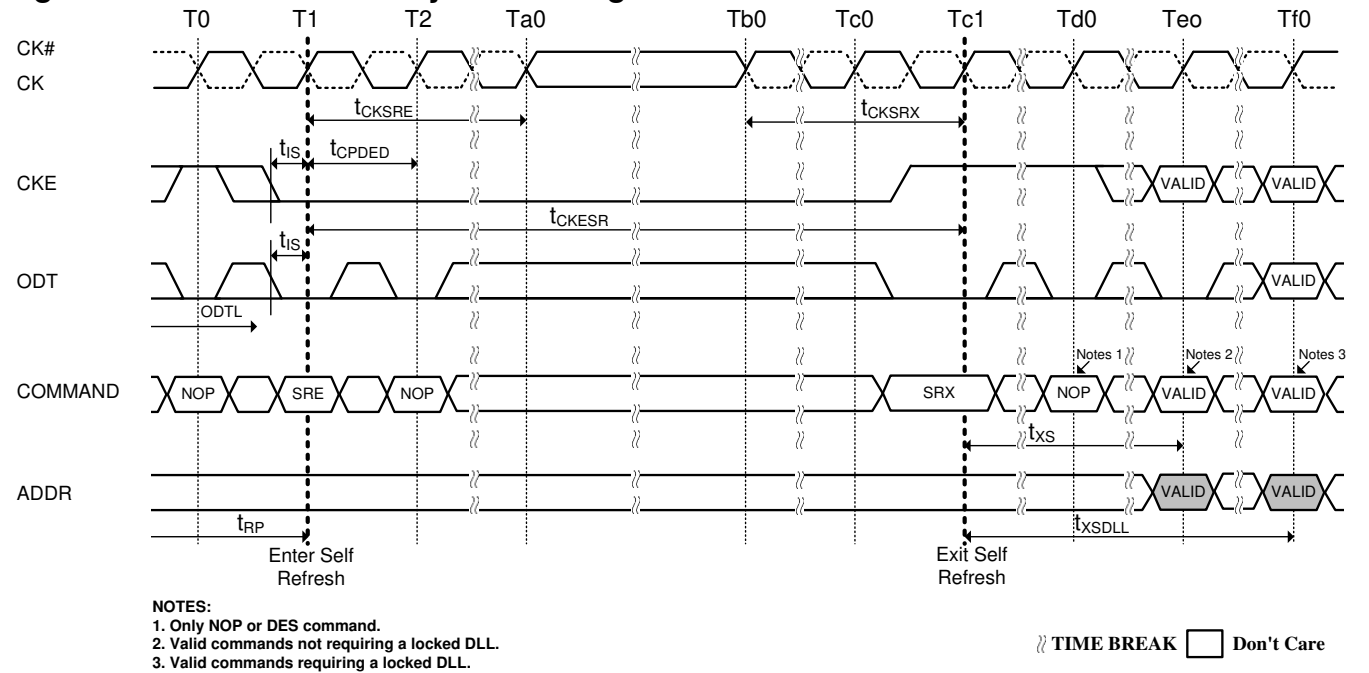 T0 T1 T2 Ta0 Tb0 Tc0 Tc1 Td0 Teo Tf0
CK#
CK
tCKSRE tCKSRX
tIS tCPDED
CKE VALID VALID
tCKESR
tIS
ODT VALID
ODTL
Notes 1 Notes 2 Notes 3
COMMAND NOP SRE NOP SRX NOP VALID VALID
tXS
ADDR VALID VALID
tRP tXSDLL
Enter Self
Refresh
Exit Self
Refresh
NOTES:
1. Only NOP or DES command.
2. Valid commands not requiring a locked DLL.
3. Valid commands requiring a locked DLL.
TIME BREAK Don't Care